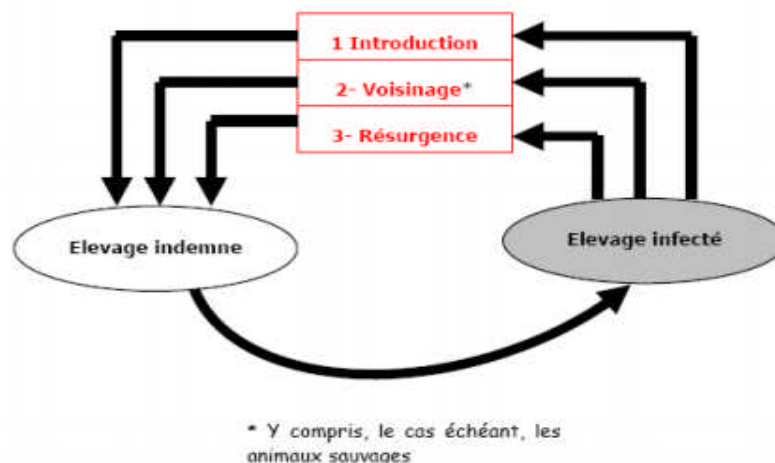 1 Introduction
2- Voisinage*
3- Résurgence
Elevage indemne
Elevage infecté
* Y compris, le cas échéant, les
animaux sauvages